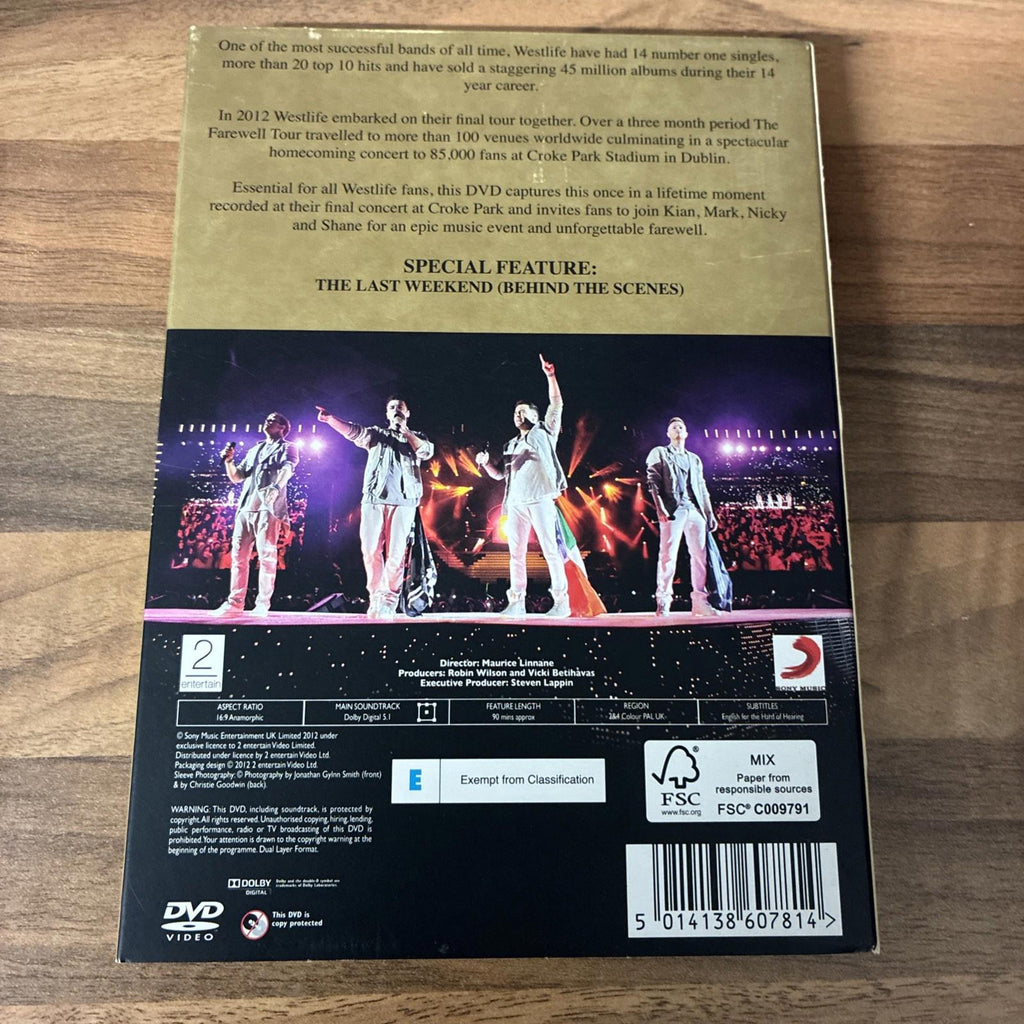 One of the most successful bands of all time, Westlife have had 14 number one singles,
more than 20 top 10 hits and have sold a staggering 45 million albums during their 14
year career.
In 2012 Westlife embarked on their final tour together. Over a three month period The
Farewell Tour travelled to more than 100 venues worldwide culminating in a spectacular
homecoming concert to 85,000 fans at Croke Park Stadium in Dublin.
Essential for all Westlife fans, this DVD captures this once in a lifetime moment
recorded at their final concert at Croke Park and invites fans to join Kian, Mark, Nicky
and Shane for an epic music event and unforgettable farewell.
SPECIAL FEATURE:
THE LAST WEEKEND (BEHIND THE SCENES)
2
entertain
Director: Maurice Linnane
Producers: Robin Wilson and Vicki Betihavas
Executive Producer: Steven Lappin
SONY MUSIC
ASPECT RATIO
16:9 Anamorphic
MAIN SOUNDTRACK
Dolby Digital 5.1
FEATURE LENGTH
90 mins approx
REGION
2&4 Colour PAL UK
SUBTITLES
English for the Hard of Hearing
© Sony Music Entertainment UK Limited 2012 under
exclusive licence to 2 entertain Video Limited.
Distributed under licence by 2 entertain Video Ltd.
Packaging design © 2012 2 entertain Video Ltd.
Sleeve Photography: © Photography by Jonathan Gylnn Smith (front)
& by Christie Goodwin (back).
E
Exempt from Classification
FSC
www.fsc.org
MIX
Paper from
responsible sources
FSC® C009791
WARNING: This DVD, including soundtrack, is protected by
copyright. All rights reserved. Unauthorised copying, hiring, lending,
public performance, radio or TV broadcasting of this DVD is
prohibited. Your attention is drawn to the copyright warning at the
beginning of the programme. Dual Layer Format.
DOLBY
DIGITAL
Dolby and the double-D symbol are
trademarks of Dolby Laboratories.
DVD
VIDEO
This DVD is
copy protected
5 014138 607814 >